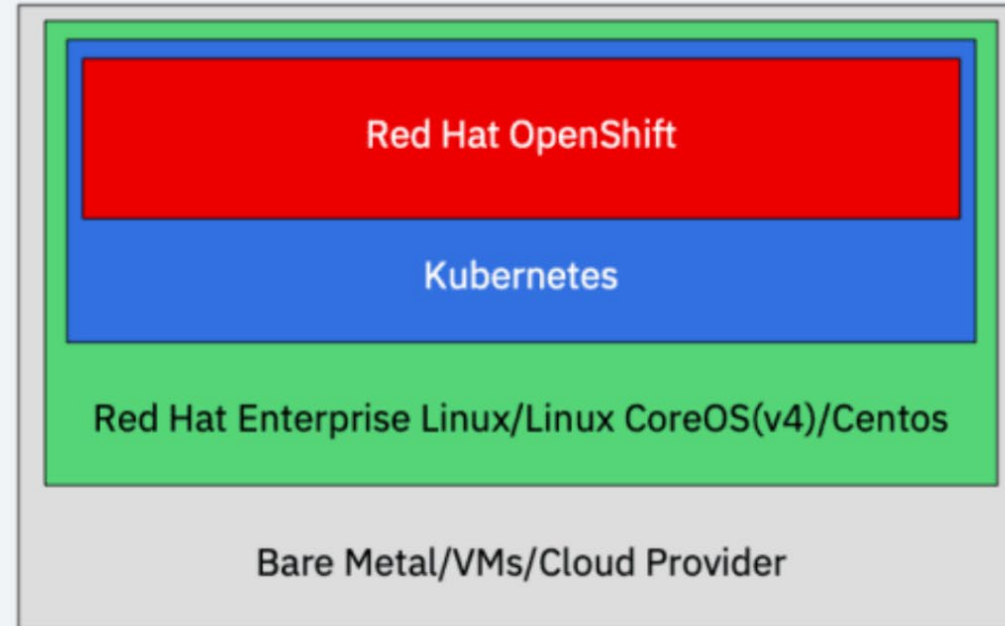 Red Hat OpenShift
Kubernetes
Red Hat Enterprise Linux/Linux CoreOS(v4)/Centos
Bare Metal/VMs/Cloud Provider